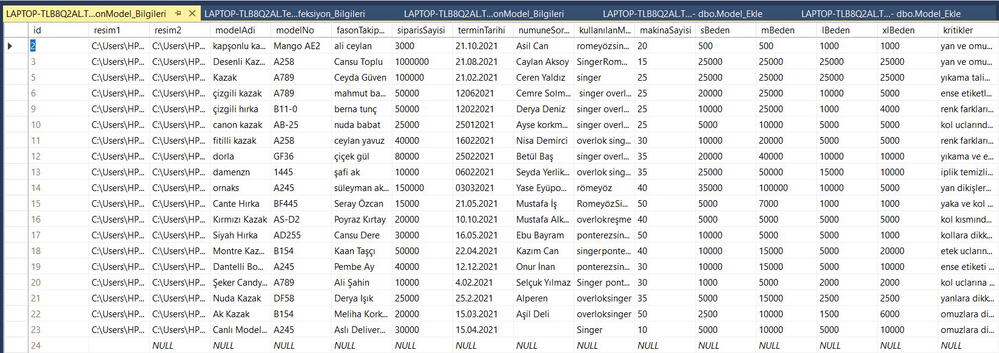 LAPTOP-TLB8Q2AL.T...onModel_Bilgileri LAPTOP-TLB8Q2AL.Te...feksiyon_Bilgileri LAPTOP-TLB8Q2AL.T...onModel_Bilgileri LAPTOP-TLB8Q2AL.T...- dbo.Model_Ekle LAPTOP-TLB8Q2AL.T...- dbo.Model_Ekle
id resim1 resim2 modelAdi modelNo fasonTakip... siparisSayisi terminTarihi numuneSor... kullanılanM... makinaSayisi sBeden mBeden lBeden xlBeden kritikler
2 C:\Users\HP... C:\Users\HP... kapşonlu ka... Mango AE2 ali ceylan 3000 21.10.2021 Asil Can romeyözsin... 20 500 500 1000 1000 yan ve omu...
3 C:\Users\HP... C:\Users\HP... Desenli Kaz... A258 Cansu Toplu 1000000 21.08.2021 Caylan Aksoy SingerRom... 15 25000 25000 25000 25000 yan ve omu...
5 C:\Users\HP... C:\Users\HP... Kazak A789 Ceyda Güven 100000 21.02.2021 Ceren Yaldız singer 25 25000 25000 25000 25000 yıkama tali...
6 C:\Users\HP... C:\Users\HP... çizgili kazak A789 mahmut ba... 50000 12062021 Cemre Solm... singer overl... 25 20000 25000 10000 5000 ense etiketl...
9 C:\Users\HP... C:\Users\HP... çizgili hırka B11-0 berna tunç 50000 12022021 Derya Deniz singer overl... 25 10000 25000 1000 4000 renk farkları...
10 C:\Users\HP... C:\Users\HP... canon kazak AB-25 nuda babat 25000 25012021 Ayse korkm... singer overl... 25 5000 10000 5000 5000 kol uclarınd...
11 C:\Users\HP... C:\Users\HP... fitilli kazak A258 ceylan yavuz 40000 16022021 Nisa Demirci overlok sing... 30 10000 20000 5000 5000 renk farkları...
12 C:\Users\HP... C:\Users\HP... dorla GF36 çiçek gül 80000 25022021 Betül Baş singer overl... 35 20000 40000 10000 10000 yıkama ve e...
13 C:\Users\HP... C:\Users\HP... damenzn 1445 şafi ak 10000 06022021 Seyda Yerlik... overlok sing... 35 25000 50000 15000 10000 iplik temizli...
14 C:\Users\HP... C:\Users\HP... ornaks A245 süleyman ak... 150000 03032021 Yase Eyüpo... römeyöz 40 35000 100000 10000 5000 yan dikişler...
15 C:\Users\HP... C:\Users\HP... Cante Hırka BF445 Seray Özcan 15000 21.05.2021 Mustafa İş RomeyözSi... 50 5000 7000 1000 1000 yaka ve kol ...
16 C:\Users\HP... C:\Users\HP... Kırmızı Kazak AS-D2 Poyraz Kırtay 20000 10.10.2021 Mustafa Alk... overlokreşme 40 5000 5000 5000 5000 kol kısmınd...
17 C:\Users\HP... C:\Users\HP... Siyah Hırka AD255 Cansu Dere 30000 16.05.2021 Ebu Bayram ponterezsin... 50 10000 5000 5000 1000 kollara dikk...
18 C:\Users\HP... C:\Users\HP... Montre Kaz... B154 Kaan Taşçı 50000 22.04.2021 Kazım Can singerponte... 40 10000 15000 5000 20000 etek ucların...
19 C:\Users\HP... C:\Users\HP... Dantelli Bo... A245 Pembe Ay 40000 12.12.2021 Onur İnan ponterezsin... 30 10000 15000 5000 10000 ense etiketi ...
20 C:\Users\HP... C:\Users\HP... Şeker Candy... A789 Ali Şahin 10000 4.02.2021 Selçuk Yılmaz Singer pont... 30 1000 5000 2000 2000 kol uclarına ...
21 C:\Users\HP... C:\Users\HP... Nuda Kazak DF58 Derya Işık 25000 25.2.2021 Alperen overloksinger 35 5000 15000 2500 2500 yanlara dikk...
22 C:\Users\HP... C:\Users\HP... Ak Kazak B154 Meliha Kork... 20000 15.03.2021 Aşil Deli overloksinger 50 2500 10000 1500 6000 omuzlara di...
23 C:\Users\HP... C:\Users\HP... Canlı Model... A245 Aslı Deliver... 30000 15.04.2021 Singer 10 5000 10000 5000 10000 omuzlara di...
24 NULL NULL NULL NULL NULL NULL NULL NULL NULL NULL NULL NULL NULL NULL